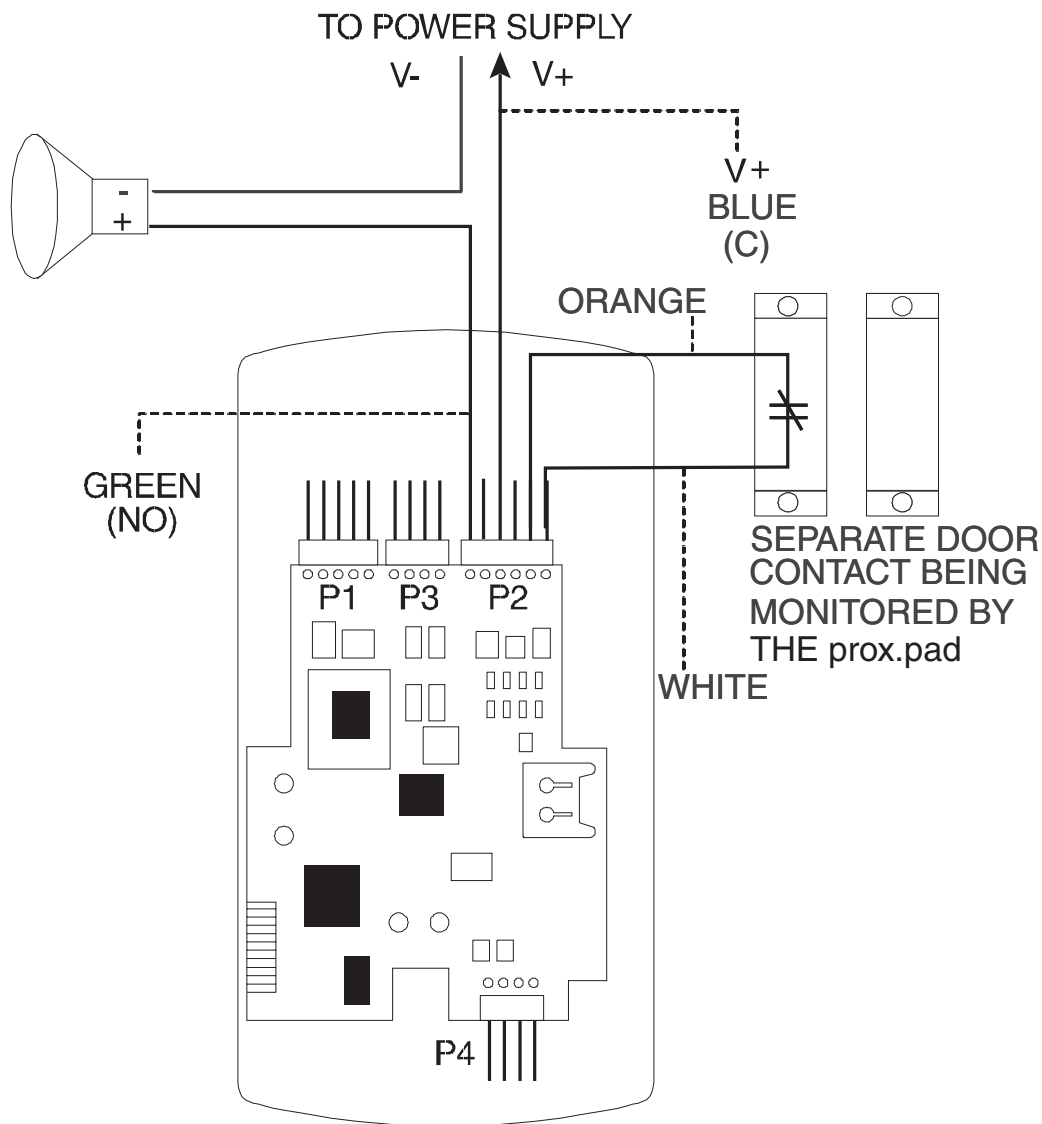 TO POWER SUPPLY
V-
V+
-
+
V+
BLUE
(C)
ORANGE
GREEN
(NO)
SEPARATE DOOR
CONTACT BEING
MONITORED BY
THE prox.pad
P1
P3
P2
WHITE
P4